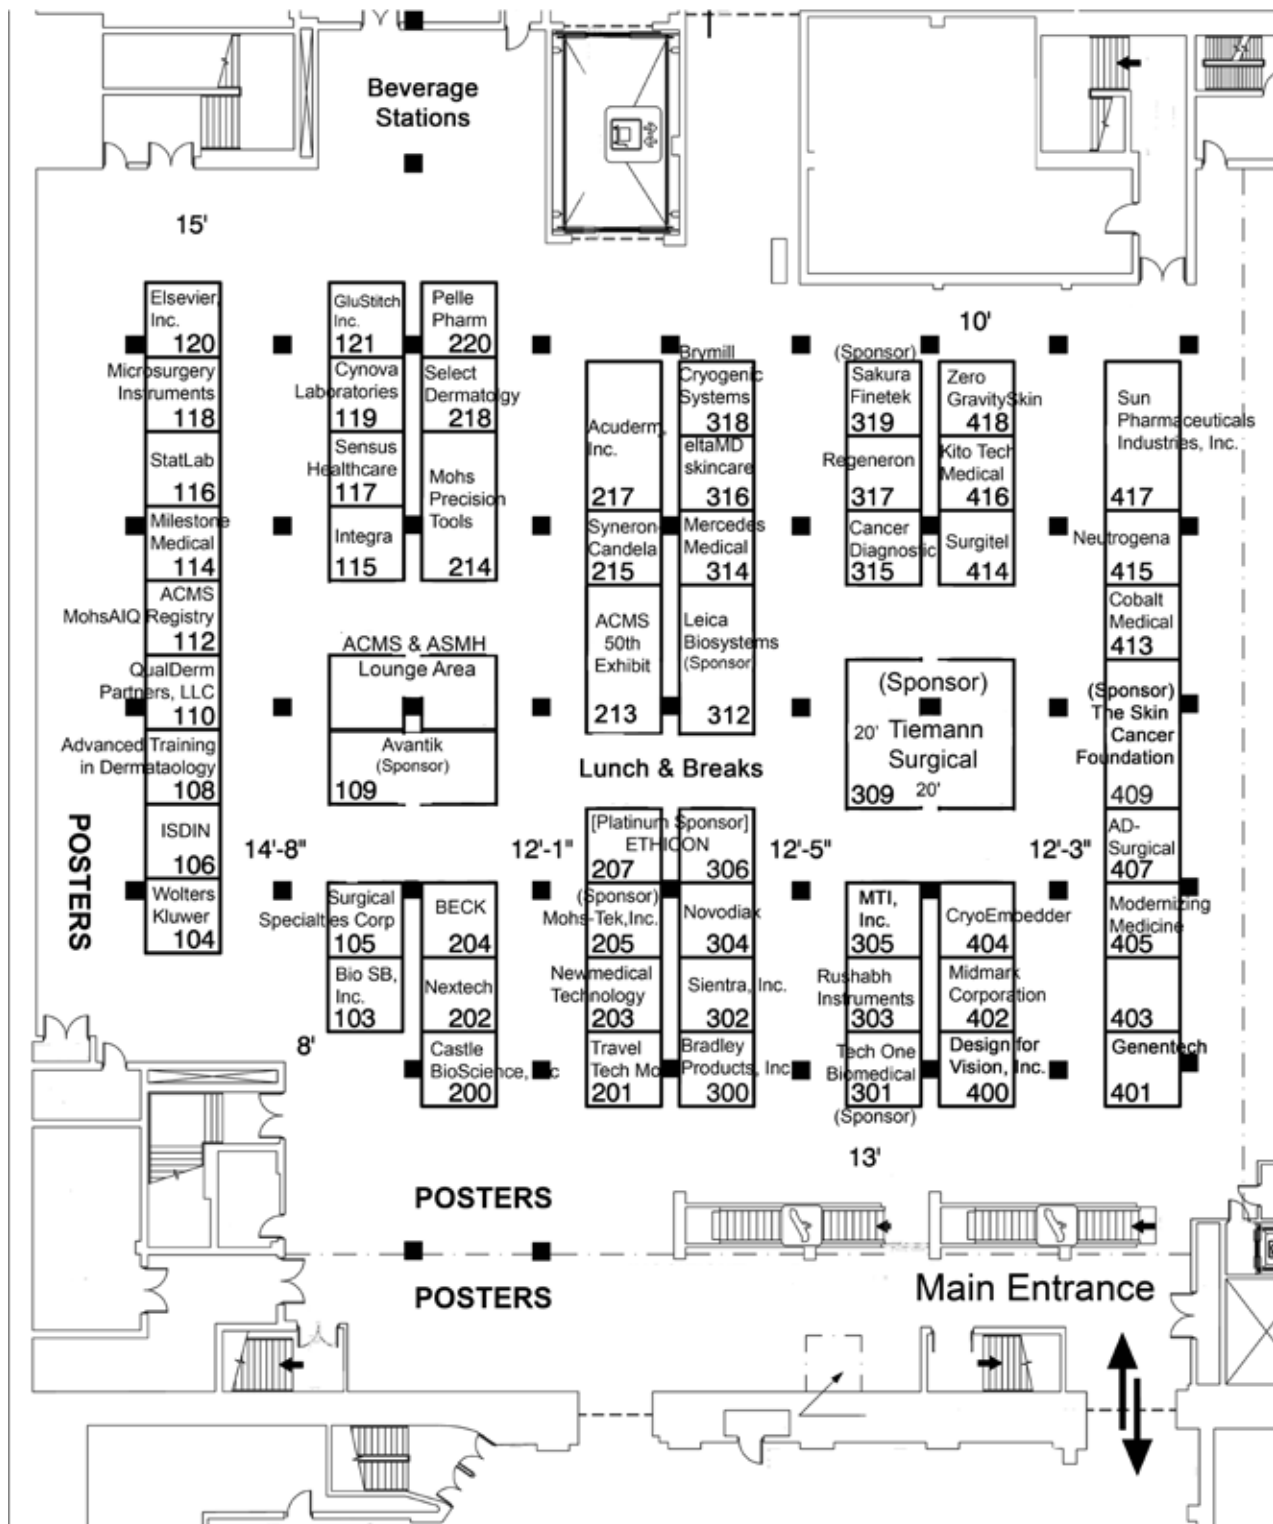 Beverage
Stations
15'
10'
Elsevier,
Inc.
120
Microsurgery
Instruments
118
StatLab
116
Milestone
Medical
114
ACMS
MohsAIQ Registry
112
QualDerm
Partners, LLC
110
Advanced Training
in Dermataology
108
ISDIN
106
Wolters
Kluwer
104
POSTERS
14'-8"
GluStitch
Inc.
121
Cynova
Laboratories
119
Sensus
Healthcare
117
Integra
115
Pelle
Pharm
220
Select
Dermatolgy
218
Mohs
Precision
Tools
214
ACMS & ASMH
Lounge Area
Avantik
(Sponsor)
109
Surgical
Specialties Corp
105
Bio SB,
Inc.
103
8'
BECK
204
Nextech
202
Castle
BioScience, Inc
200
12'-1"
Acuderm,
Inc.
217
Syneron-
Candela
215
ACMS
50th
Exhibit
213
Brymill
Cryogenic
Systems
318
eltaMD
skincare
316
Mercedes
Medical
314
Leica
Biosystems
(Sponsor
312
Lunch & Breaks
[Platinum Sponsor]
ETHICON
207
306
(Sponsor)
Mohs-Tek,Inc.
205
Newmedical
Technology
203
Travel
Tech Mo
201
Novodiax
304
Sientra, Inc.
302
Bradley
Products, Inc
300
12'-5"
(Sponsor)
Sakura
Finetek
319
Regeneron
317
Cancer
Diagnostic
315
Zero
GravitySkin
418
Kito Tech
Medical
416
Surgitel
414
(Sponsor)
20' Tiemann
Surgical
309
20'
MTI,
Inc.
305
Rushabh
Instruments
303
Tech One
Biomedical
301
(Sponsor)
CryoEmbedder
404
Midmark
Corporation
402
Design for
Vision, Inc.
400
12'-3"
Sun
Pharmaceuticals
Industries, Inc.
417
Neutrogena
415
Cobalt
Medical
413
(Sponsor)
The Skin
Cancer
Foundation
409
AD-
Surgical
407
Modernizing
Medicine
405
403
Genentech
401
13'
POSTERS
POSTERS
Main Entrance